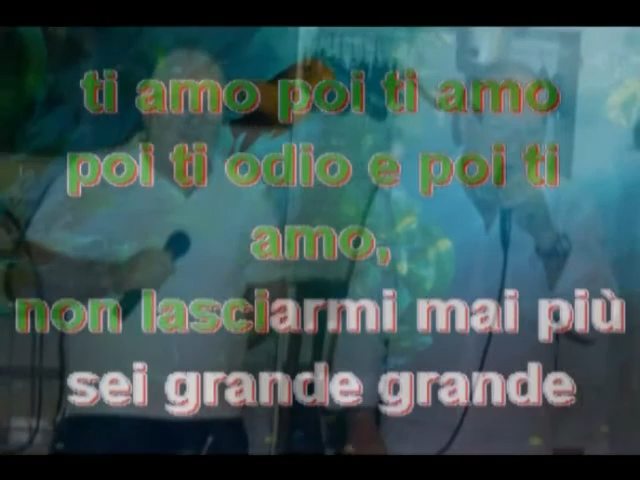 ti amo poi ti amo
poi ti odio e poi ti
amo,
non lasciarmi mai più
sei grande grande